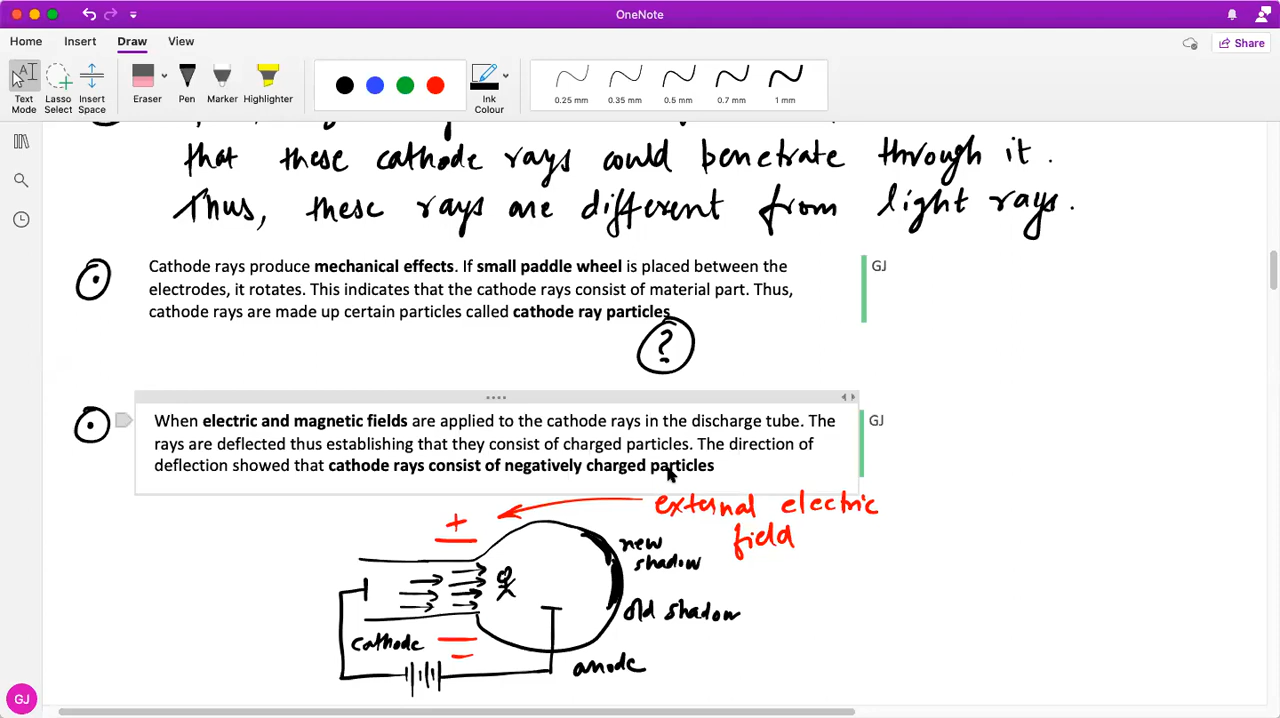 OneNote
Home Insert Draw View
Share
Text Mode
Lasso Select
Insert Space
Eraser
Pen
Marker
Highlighter
Ink Colour
0.25 mm 0.35 mm 0.5 mm 0.7 mm 1 mm
that these cathode rays could penetrate through it.
Thus, these rays are different from light rays.
Cathode rays produce mechanical effects. If small paddle wheel is placed between the
electrodes, it rotates. This indicates that the cathode rays consist of material part. Thus,
cathode rays are made up certain particles called cathode ray particles
GJ
?
When electric and magnetic fields are applied to the cathode rays in the discharge tube. The
rays are deflected thus establishing that they consist of charged particles. The direction of
deflection showed that cathode rays consist of negatively charged particles
GJ
external electric
field
+
new
shadow
old shadow
cathode
–
anode
GJ